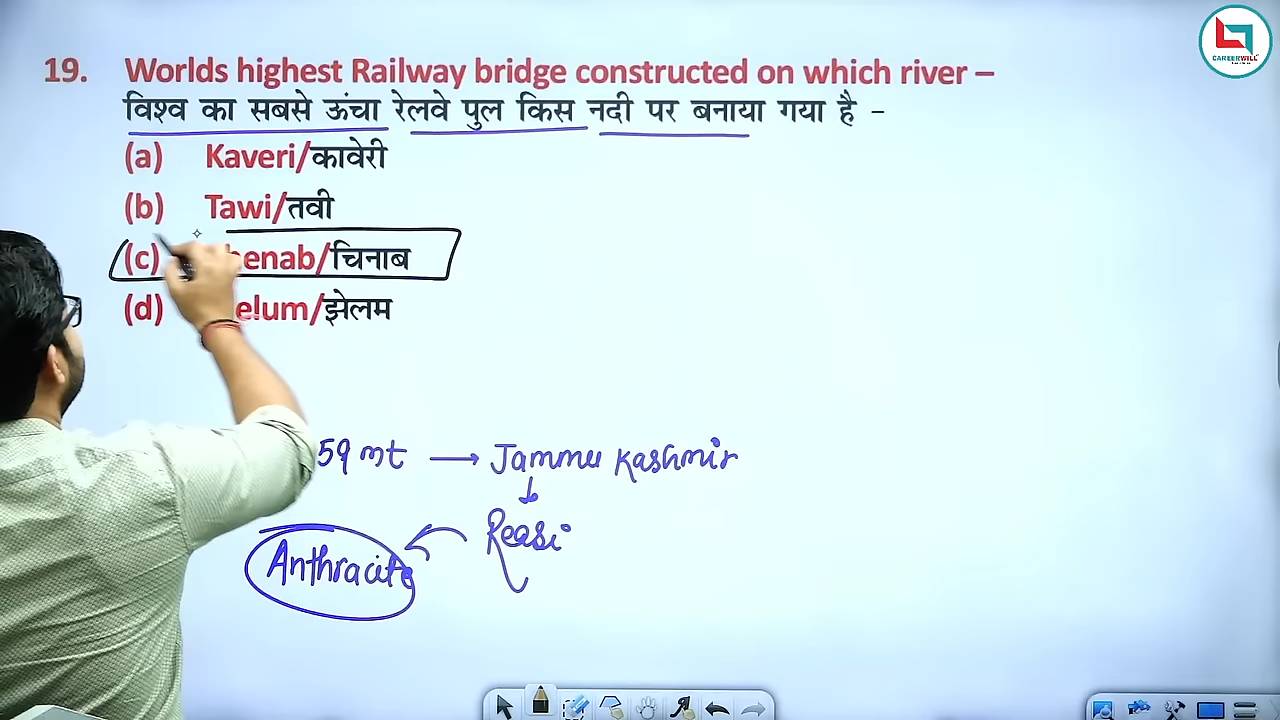 19. Worlds highest Railway bridge constructed on which river –
विश्व का सबसे ऊंचा रेलवे पुल किस नदी पर बनाया गया है –
(a) Kaveri/कावेरी
(b) Tawi/तवी
(c) henab/चिनाब
(d) elum/झेलम
59 mt → Jammu Kashmir
Reasi
Anthracite
CAREERWILL